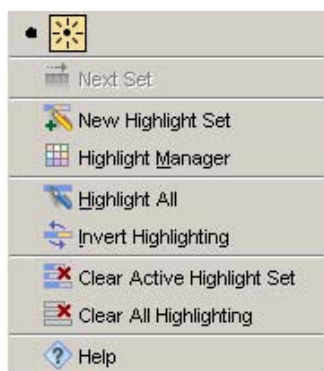 Next Set
New Highlight Set
Highlight Manager
Highlight All
Invert Highlighting
Clear Active Highlight Set
Clear All Highlighting
Help